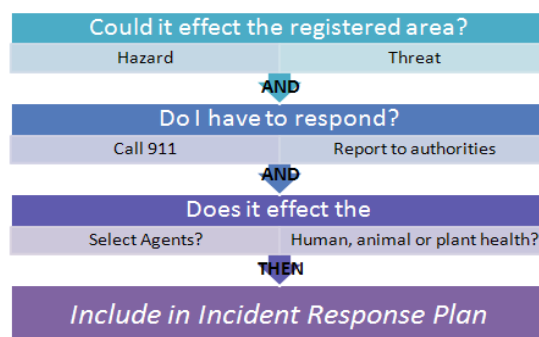 Could it effect the registered area?
Hazard Threat
AND
Do I have to respond?
Call 911 Report to authorities
AND
Does it effect the
Select Agents? Human, animal or plant health?
THEN
Include in Incident Response Plan